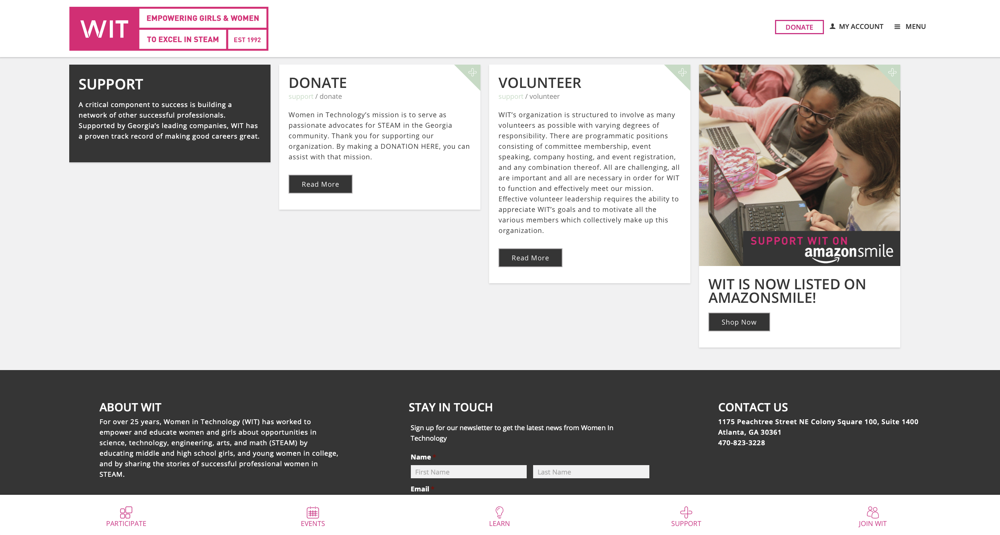 WIT
EMPOWERING GIRLS & WOMEN
TO EXCEL IN STEAM
EST 1992
DONATE
MY ACCOUNT
MENU
SUPPORT
A critical component to success is building a
network of other successful professionals.
Supported by Georgia’s leading companies, WIT has
a proven track record of making good careers great.
DONATE
support / donate
Women in Technology’s mission is to serve as
passionate advocates for STEAM in the Georgia
community. Thank you for supporting our
organization. By making a DONATION HERE, you can
assist with that mission.
Read More
VOLUNTEER
support / volunteer
WIT’s organization is structured to involve as many
volunteers as possible with varying degrees of
responsibility. There are programmatic positions
consisting of committee membership, event
speaking, company hosting, and event registration,
and any combination thereof. All are challenging, all
are important and all are necessary in order for WIT
to function and effectively meet our mission.
Effective volunteer leadership requires the ability to
appreciate WIT’s goals and to motivate all the
various members which collectively make up this
organization.
Read More
SUPPORT WIT ON
amazonsmile
WIT IS NOW LISTED ON
AMAZONSMILE!
Shop Now
ABOUT WIT
For over 25 years, Women in Technology (WIT) has worked to
empower and educate women and girls about opportunities in
science, technology, engineering, arts, and math (STEAM) by
educating middle and high school girls, and young women in college,
and by sharing the stories of successful professional women in
STEAM.
STAY IN TOUCH
Sign up for our newsletter to get the latest news from Women In
Technology
Name *
First Name
Last Name
Email *
CONTACT US
1175 Peachtree Street NE Colony Square 100, Suite 1400
Atlanta, GA 30361
470-823-3228
PARTICIPATE
EVENTS
LEARN
SUPPORT
JOIN WIT